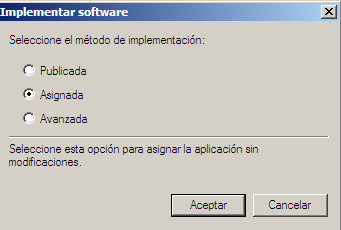 Implementar software
Seleccione el método de implementación:
Publicada
Asignada
Avanzada
Seleccione esta opción para asignar la aplicación sin
modificaciones.
Aceptar
Cancelar